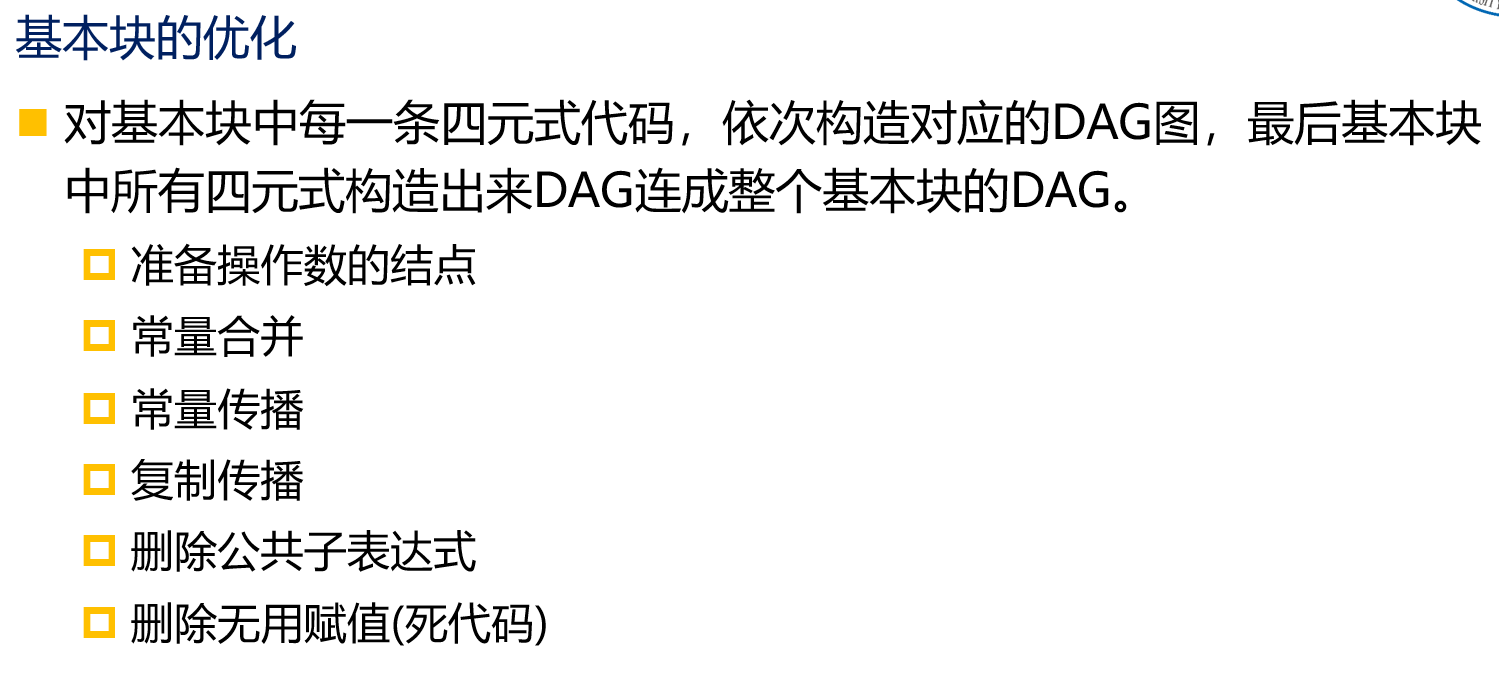 基本块的优化
对基本块中每一条四元式代码，依次构造对应的DAG图，最后基本块
中所有四元式构造出来DAG连成整个基本块的DAG。
准备操作数的结点
常量合并
常量传播
复制传播
删除公共子表达式
删除无用赋值(死代码)